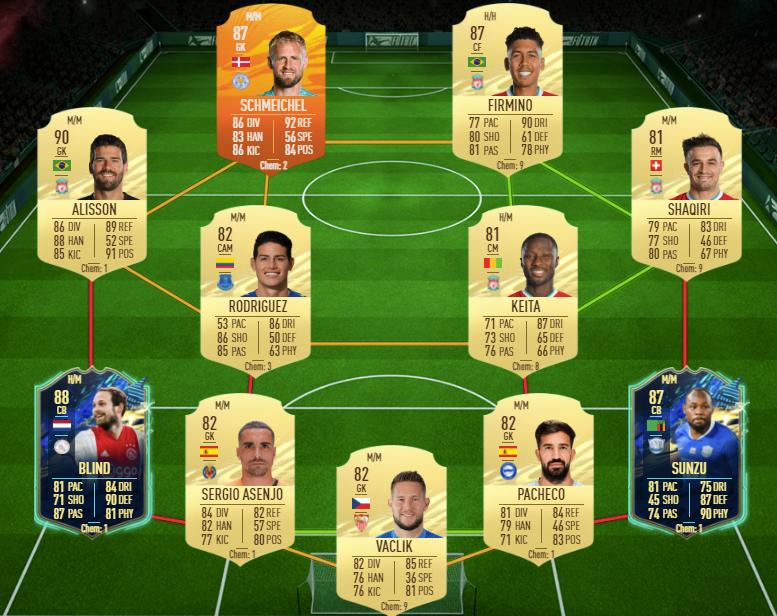 M/M
87
GK
SCHMEICHEL
86 DIV 92 REF
83 HAN 56 SPE
86 KIC 84 POS
Chem: 2
H/H
87
CF
FIRMINO
77 PAC 90 DRI
80 SHO 61 DEF
81 PAS 78 PHY
Chem: 9
M/M
90
GK
ALISSON
86 DIV 89 REF
88 HAN 52 SPE
85 KIC 91 POS
Chem: 1
M/M
81
RM
SHAQIRI
79 PAC 83 DRI
77 SHO 46 DEF
80 PAS 67 PHY
Chem: 9
M/M
82
CAM
RODRIGUEZ
53 PAC 86 DRI
86 SHO 50 DEF
85 PAS 63 PHY
Chem: 3
H/M
81
CM
KEITA
71 PAC 87 DRI
73 SHO 65 DEF
76 PAS 66 PHY
Chem: 8
H/M
88
CB
BLIND
81 PAC 84 DRI
71 SHO 90 DEF
87 PAS 81 PHY
Chem: 1
M/M
82
GK
SERGIO ASENJO
84 DIV 82 REF
82 HAN 57 SPE
77 KIC 80 POS
Chem: 1
M/M
82
GK
VACLIK
82 DIV 85 REF
76 HAN 36 SPE
76 KIC 81 POS
Chem: 9
M/M
82
GK
PACHECO
81 DIV 84 REF
79 HAN 46 SPE
71 KIC 83 POS
Chem: 1
M/M
87
CB
SUNZU
81 PAC 75 DRI
45 SHO 87 DEF
74 PAS 90 PHY
Chem: 1